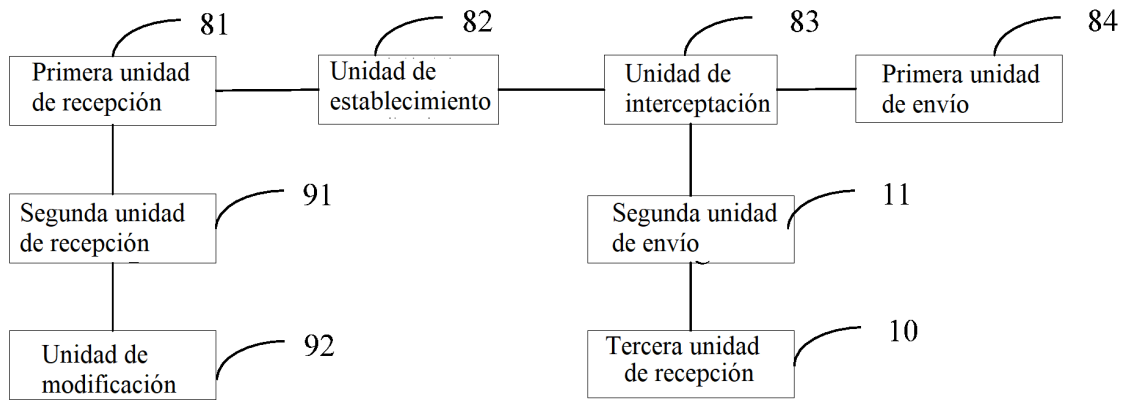 81
82
83
84
Primera unidad
de recepción
Unidad de
establecimiento
Unidad de
interceptación
Primera unidad
de envío
91
11
Segunda unidad
de recepción
Segunda unidad
de envío
92
10
Unidad de
modificación
Tercera unidad
de recepción